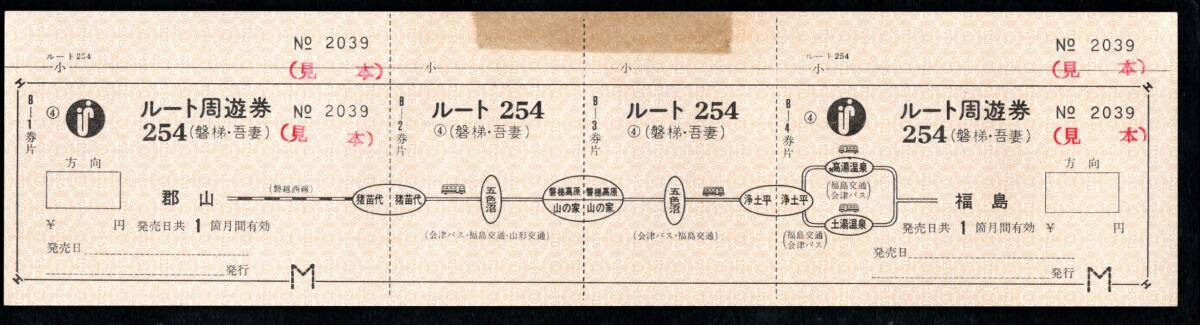 № 2039
(見 本)
ルート254
小
小
小
ルート254
小
№ 2039
(見 本)
B—1券片
④
ルート周遊券
№ 2039
254(磐梯・吾妻)
(見 本)
方向
郡山
(磐越西線)
猪苗代
¥ 円
発売日共 1 箇月間有効
発売日
発行
M
B—2券片
ルート 254
④(磐梯・吾妻)
猪苗代
五色沼
磐梯高原
山の家
(会津バス・福島交通・山形交通)
B—3券片
ルート 254
④(磐梯・吾妻)
磐梯高原
山の家
五色沼
浄土平
(会津バス・福島交通)
B—4券片
④
ルート周遊券
№ 2039
254(磐梯・吾妻)
(見 本)
高湯温泉
(福島交通)
(会津バス)
浄土平
土湯温泉
(福島交通)
(会津バス)
福島
方向
発売日共 1 箇月間有効
¥ 円
発売日
発行
M